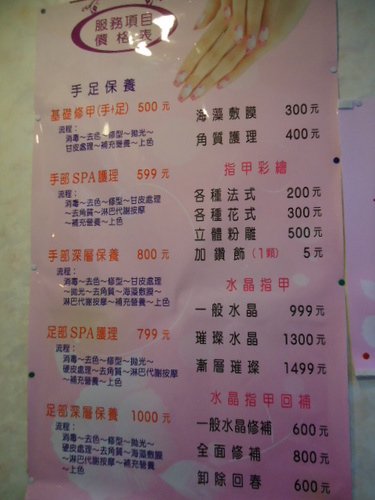 服務項目
價格表
手足保養
基礎修甲(手+足) 500元
流程：
消毒～去色～修型～拋光～
甘皮處理～補充營養～上色
手部SPA護理 599元
流程：
消毒～去色～修型～甘皮處理
～去角質～淋巴代謝按摩
～補充營養～上色
手部深層保養 800元
流程：
消毒～去色～修型～甘皮處理
～拋光～去角質～海藻敷膜～
淋巴代謝按摩～補充營養～上色
足部SPA護理 799元
流程：
消毒～去色～修型～拋光～
硬皮處理～去角質～淋巴代謝按摩
～補充營養～上色
足部深層保養 1000元
流程：
消毒～去色～修型～拋光～
硬皮處理～去角質～海藻敷膜～
淋巴代謝按摩～補充營養
～上色
海藻敷膜 300元
角質護理 400元
指甲彩繪
各種法式 200元
各種花式 300元
立體粉雕 500元
加鑽飾(1顆) 5元
水晶指甲
一般水晶 999元
璀璨水晶 1300元
漸層璀璨 1499元
水晶指甲回補
一般水晶修補 600元
全面修補 800元
卸除回春 600元